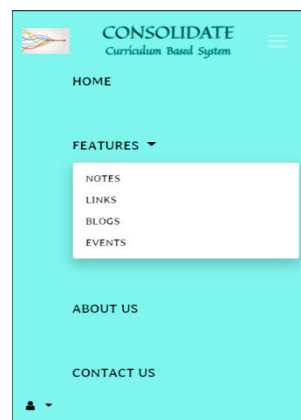 CONSOLIDATE
Curriculum Based System
HOME
FEATURES
NOTES
LINKS
BLOGS
EVENTS
ABOUT US
CONTACT US